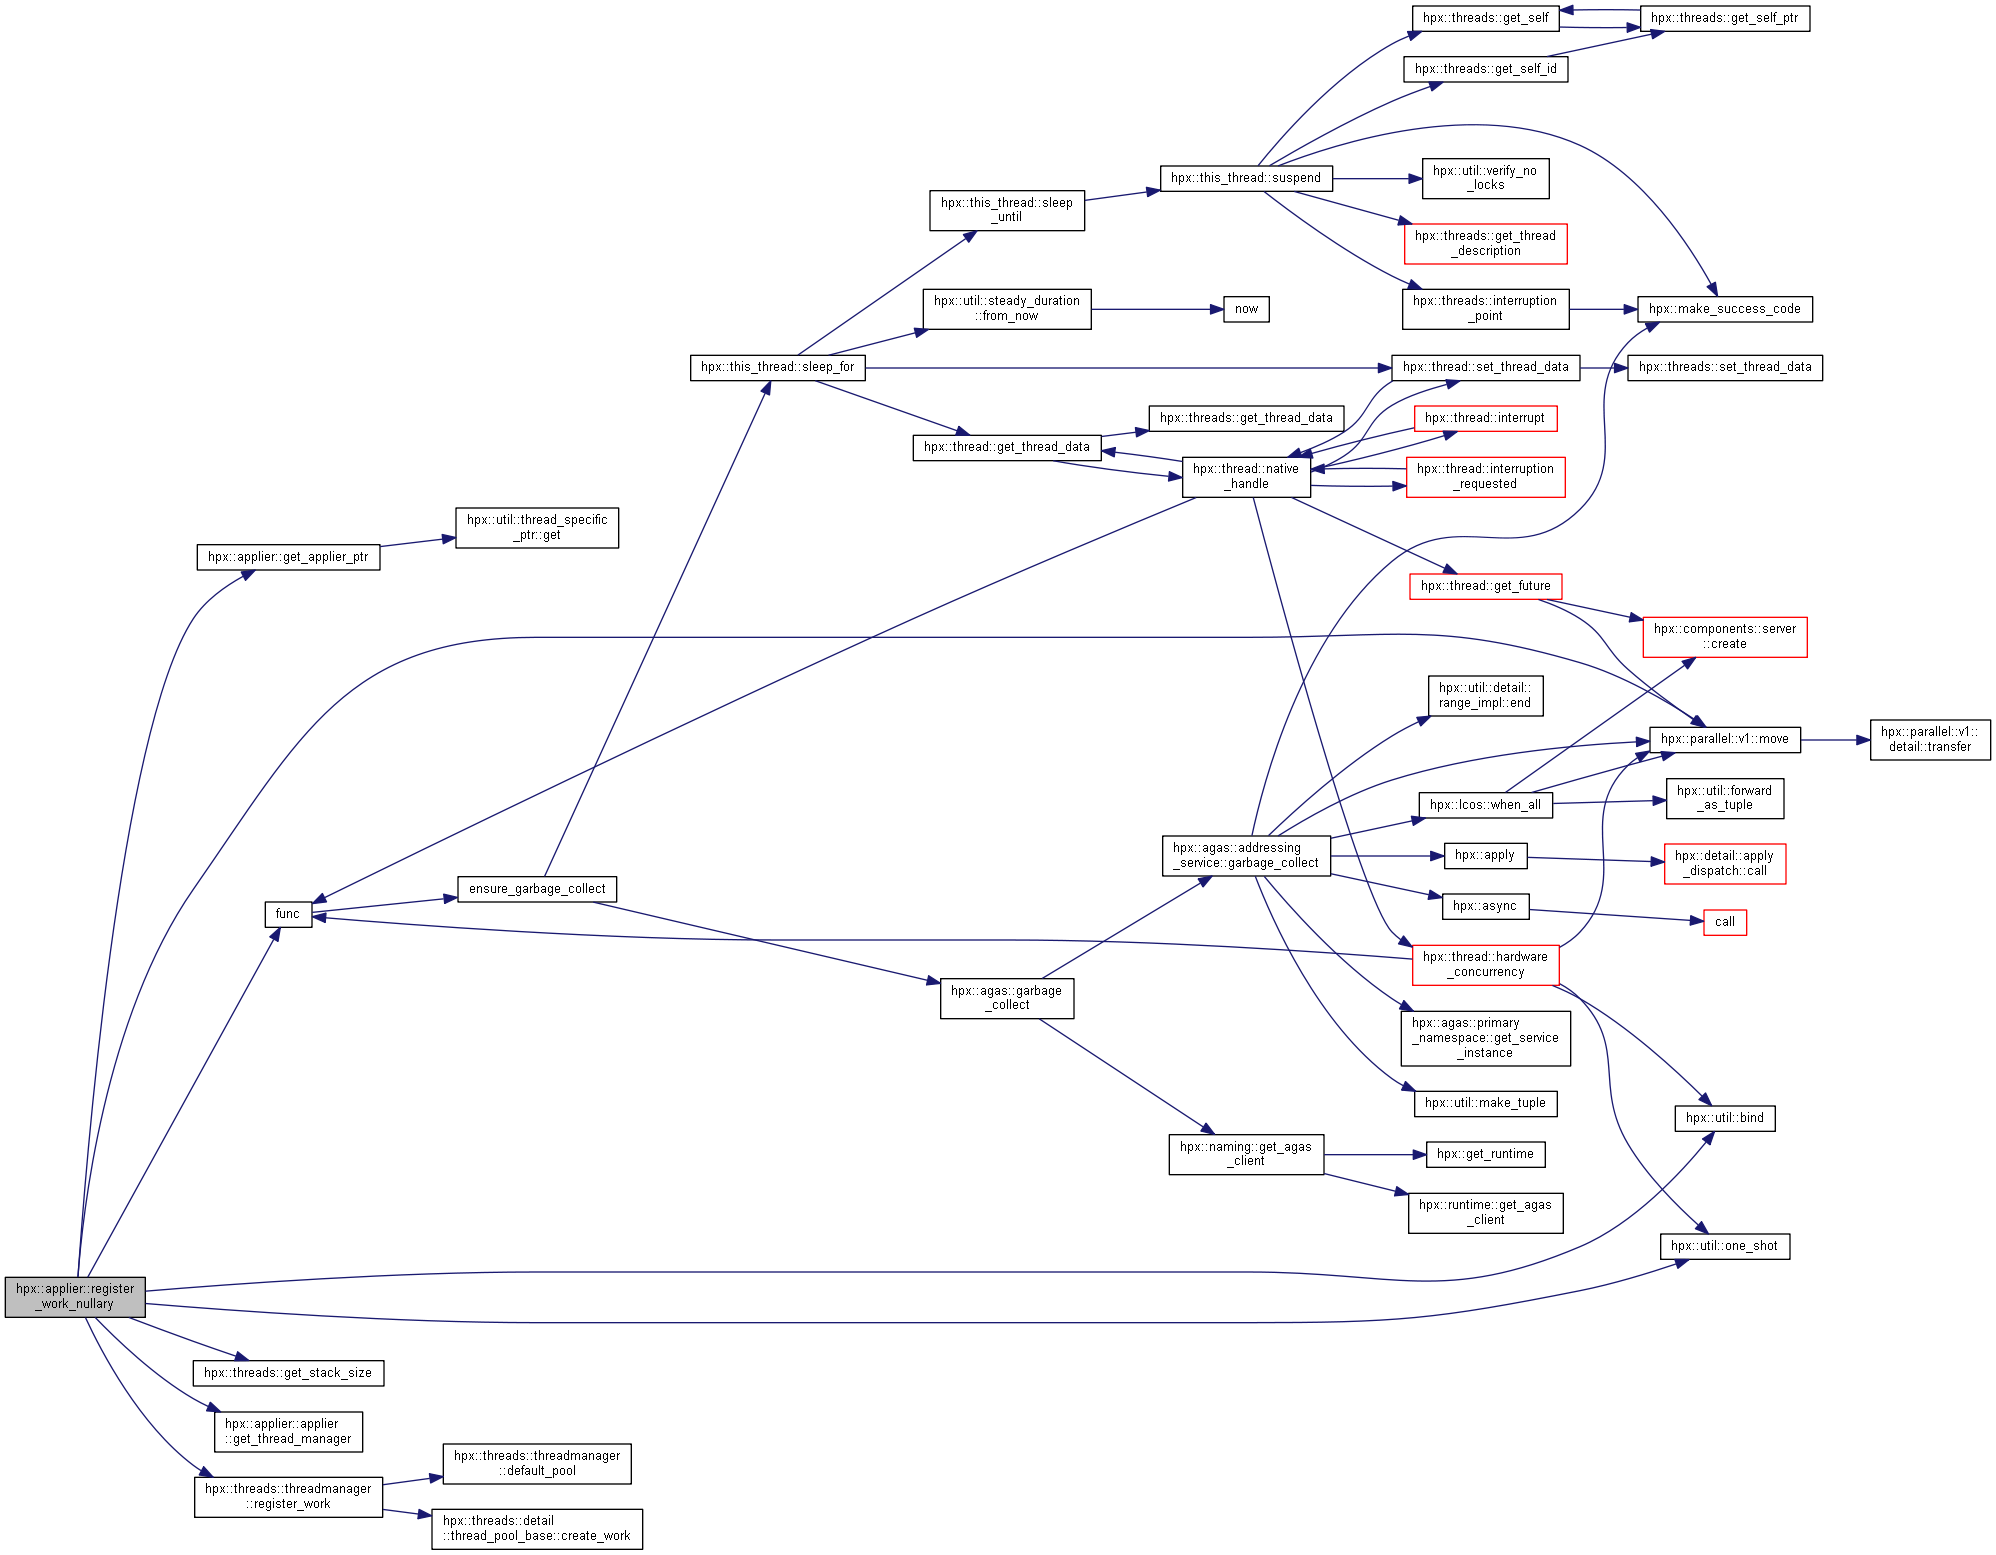 hpx::threads::get_self
hpx::threads::get_self_ptr
hpx::threads::get_self_id
hpx::util::verify_no
_locks
hpx::this_thread::suspend
hpx::this_thread::sleep
_until
hpx::threads::get_thread
_description
hpx::util::steady_duration
::from_now
now
hpx::threads::interruption
_point
hpx::make_success_code
hpx::this_thread::sleep_for
hpx::thread::set_thread_data
hpx::threads::set_thread_data
hpx::threads::get_thread_data
hpx::thread::interrupt
hpx::thread::get_thread_data
hpx::thread::native
_handle
hpx::thread::interruption
_requested
hpx::util::thread_specific
_ptr::get
hpx::applier::get_applier_ptr
hpx::thread::get_future
hpx::components::server
::create
hpx::util::detail::
range_impl::end
hpx::parallel::v1::move
hpx::parallel::v1::
detail::transfer
hpx::lcos::when_all
hpx::util::forward
_as_tuple
hpx::agas::addressing
_service::garbage_collect
hpx::apply
hpx::detail::apply
_dispatch::call
ensure_garbage_collect
func
hpx::async
call
hpx::thread::hardware
_concurrency
hpx::agas::garbage
_collect
hpx::agas::primary
_namespace::get_service
_instance
hpx::util::make_tuple
hpx::util::bind
hpx::naming::get_agas
_client
hpx::get_runtime
hpx::runtime::get_agas
_client
hpx::util::one_shot
hpx::applier::register
_work_nullary
hpx::threads::get_stack_size
hpx::applier::applier
::get_thread_manager
hpx::threads::threadmanager
::default_pool
hpx::threads::threadmanager
::register_work
hpx::threads::detail
::thread_pool_base::create_work